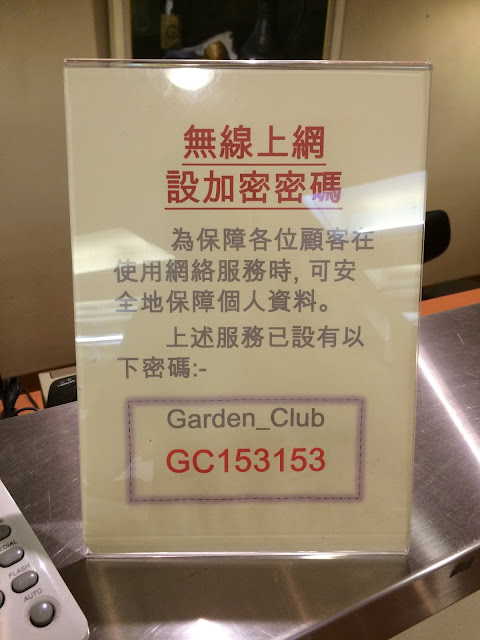 無線上網
設加密密碼
為保障各位顧客在
使用網絡服務時, 可安
全地保障個人資料。
上述服務已設有以
下密碼:-
Garden_Club
GC153153
FLASH
AUTO